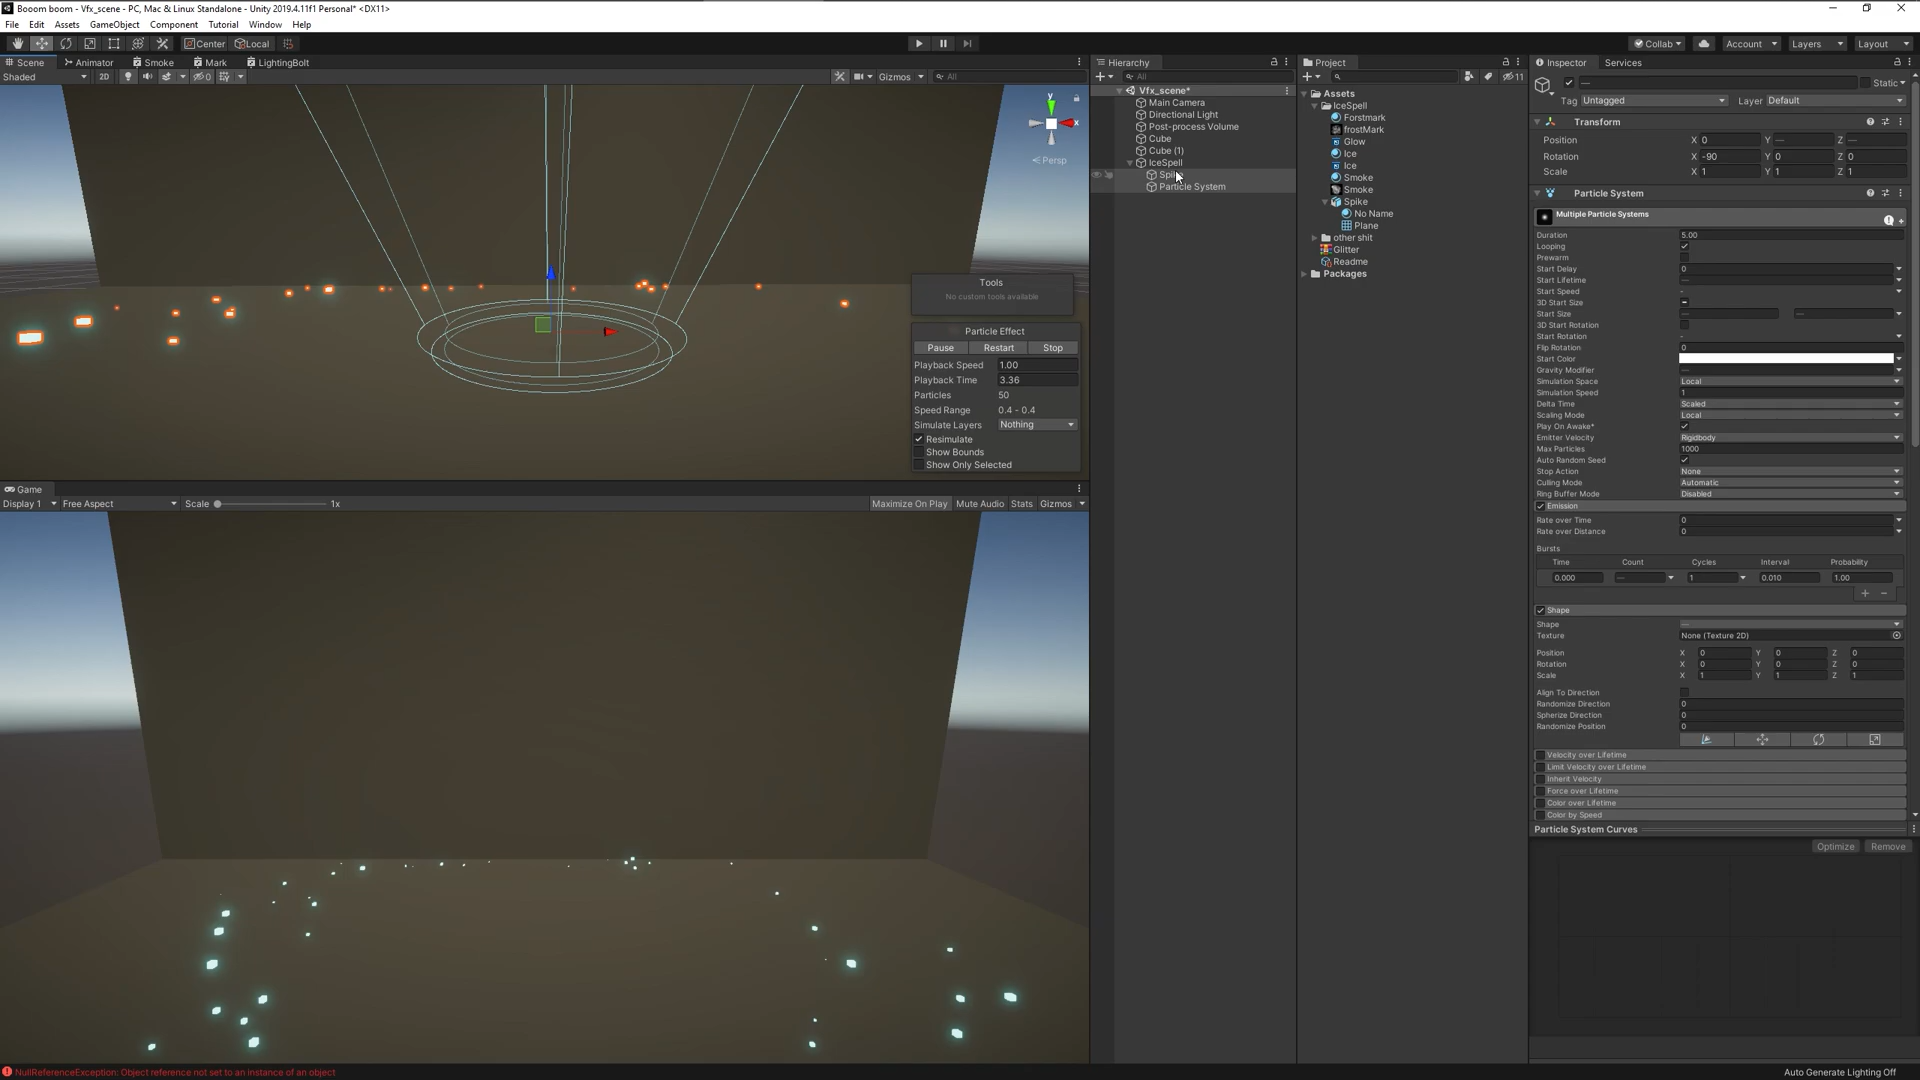 Booom boom - Vfx_scene - PC, Mac & Linux Standalone - Unity 2019.4.11f1 Personal* <DX11>
File Edit Assets GameObject Component Tutorial Window Help
Center Local
Collab Account Layers Layout
Scene Animator Smoke Mark LightingBolt
Shaded 2D 0 Gizmos All
Persp
y
x
Tools
No custom tools available
Particle Effect
Pause Restart Stop
Playback Speed 1.00
Playback Time 3.36
Particles 50
Speed Range 0.4 - 0.4
Simulate Layers Nothing
Resimulate
Show Bounds
Show Only Selected
Game
Display 1 Free Aspect Scale 1x Maximize On Play Mute Audio Stats Gizmos
Hierarchy
All
Vfx_scene*
Main Camera
Directional Light
Post-process Volume
Cube
Cube (1)
IceSpell
Particle System
Project
11
Assets
IceSpell
Forstmark
frostMark
Glow
Ice
Ice
Smoke
Smoke
Spike
No Name
Plane
other shit
Glitter
Readme
Packages
Inspector Services
— Static
Tag Untagged Layer Default
Transform
Position X 0 Y — Z —
Rotation X -90 Y 0 Z 0
Scale X 1 Y 1 Z 1
Particle System
Multiple Particle Systems
Duration 5.00
Looping
Prewarm
Start Delay 0
Start Lifetime —
Start Speed -
3D Start Size
Start Size — —
3D Start Rotation
Start Rotation -
Flip Rotation 0
Start Color
Gravity Modifier —
Simulation Space Local
Simulation Speed 1
Delta Time Scaled
Scaling Mode Local
Play On Awake*
Emitter Velocity Rigidbody
Max Particles 1000
Auto Random Seed
Stop Action None
Culling Mode Automatic
Ring Buffer Mode Disabled
Emission
Rate over Time 0
Rate over Distance 0
Bursts
Time Count Cycles Interval Probability
0.000 — 1 0.010 1.00
Shape
Shape —
Texture None (Texture 2D)
Position X 0 Y 0 Z 0
Rotation X 0 Y 0 Z 0
Scale X 1 Y 1 Z 1
Align To Direction
Randomize Direction 0
Spherize Direction 0
Randomize Position 0
Velocity over Lifetime
Limit Velocity over Lifetime
Inherit Velocity
Force over Lifetime
Color over Lifetime
Color by Speed
Particle System Curves
Optimize Remove
NullReferenceException: Object reference not set to an instance of an object
Auto Generate Lighting Off